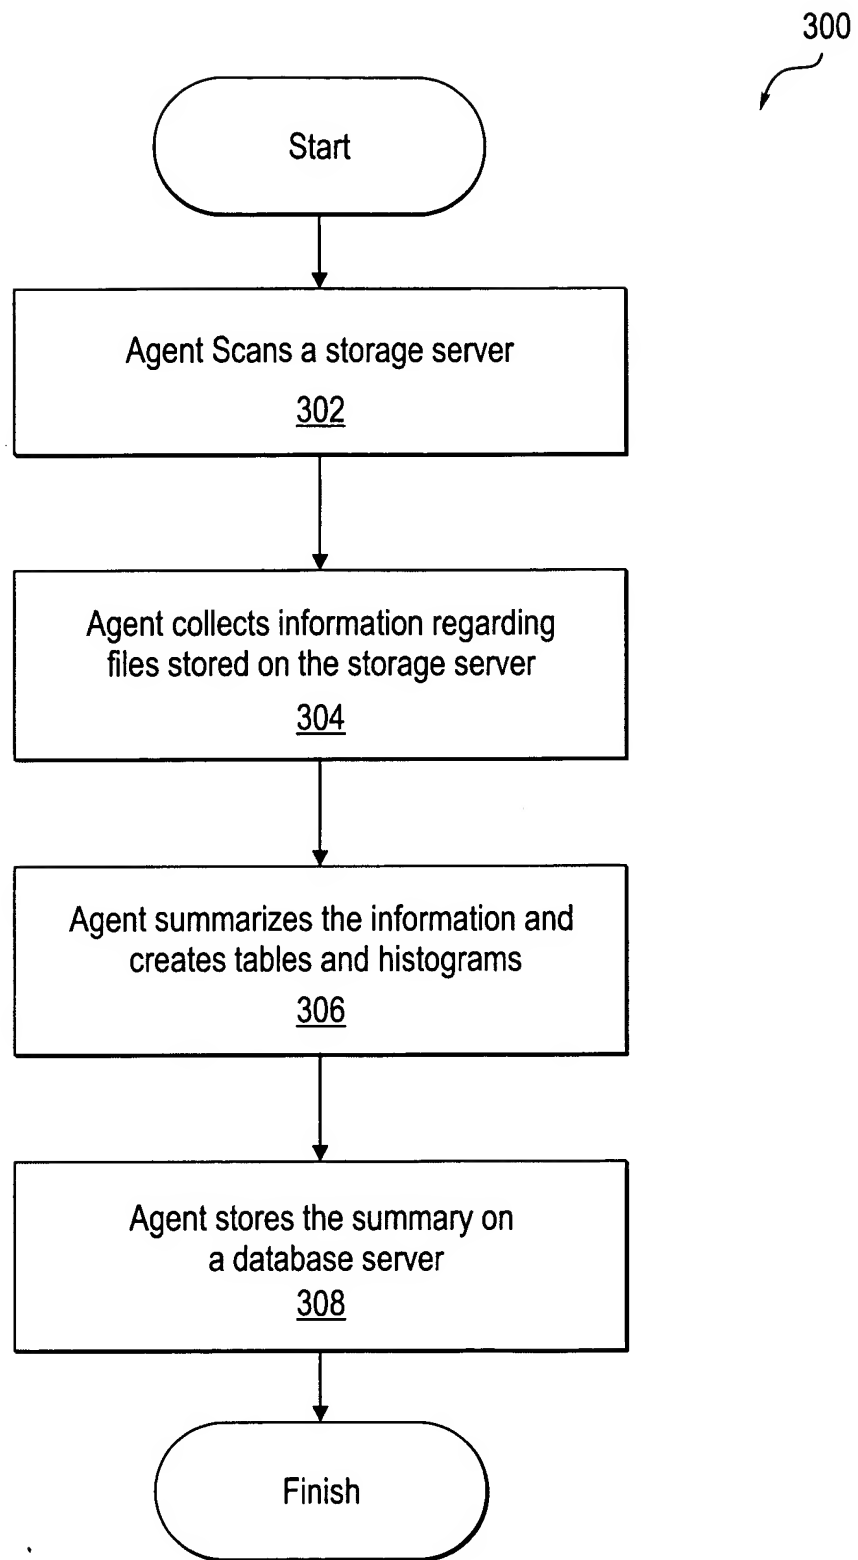 300
Start
Agent Scans a storage server
302
Agent collects information regarding
files stored on the storage server
304
Agent summarizes the information and
creates tables and histograms
306
Agent stores the summary on
a database server
308
Finish